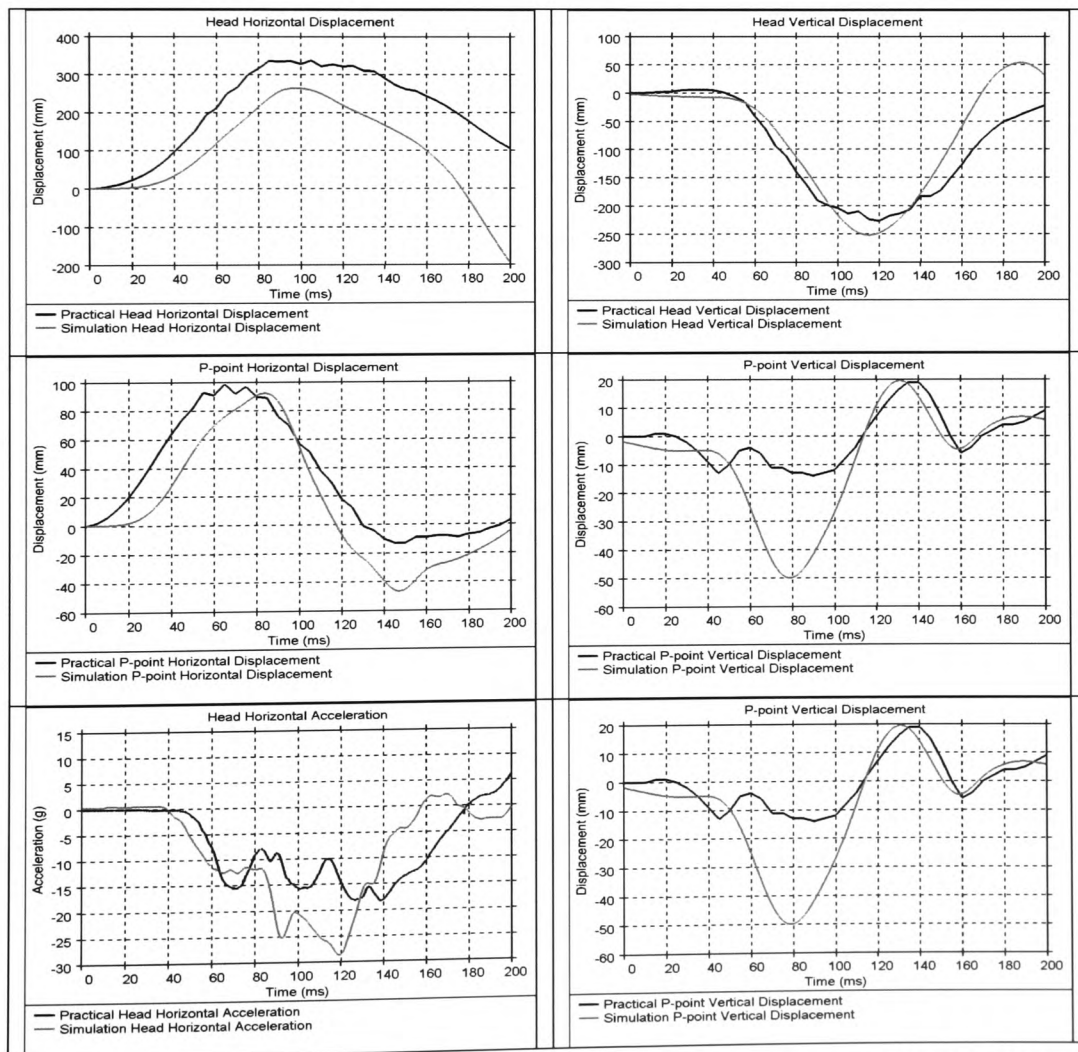 Head Horizontal Displacement
400
300
200
100
0
-100
-200
Displacement (mm)
0 20 40 60 80 100 120 140 160 180 200
Time (ms)
Practical Head Horizontal Displacement
Simulation Head Horizontal Displacement
Head Vertical Displacement
100
50
0
-50
-100
-150
-200
-250
-300
Displacement (mm)
0 20 40 60 80 100 120 140 160 180 200
Time (ms)
Practical Head Vertical Displacement
Simulation Head Vertical Displacement
P-point Horizontal Displacement
100
80
60
40
20
0
-20
-40
-60
Displacement (mm)
0 20 40 60 80 100 120 140 160 180 200
Time (ms)
Practical P-point Horizontal Displacement
Simulation P-point Horizontal Displacement
P-point Vertical Displacement
20
10
0
-10
-20
-30
-40
-50
-60
Displacement (mm)
0 20 40 60 80 100 120 140 160 180 200
Time (ms)
Practical P-point Vertical Displacement
Simulation P-point Vertical Displacement
Head Horizontal Acceleration
15
10
5
0
-5
-10
-15
-20
-25
-30
Acceleration (g)
0 20 40 60 80 100 120 140 160 180 200
Time (ms)
Practical Head Horizontal Acceleration
Simulation Head Horizontal Acceleration
P-point Vertical Displacement
20
10
0
-10
-20
-30
-40
-50
-60
Displacement (mm)
0 20 40 60 80 100 120 140 160 180 200
Time (ms)
Practical P-point Vertical Displacement
Simulation P-point Vertical Displacement